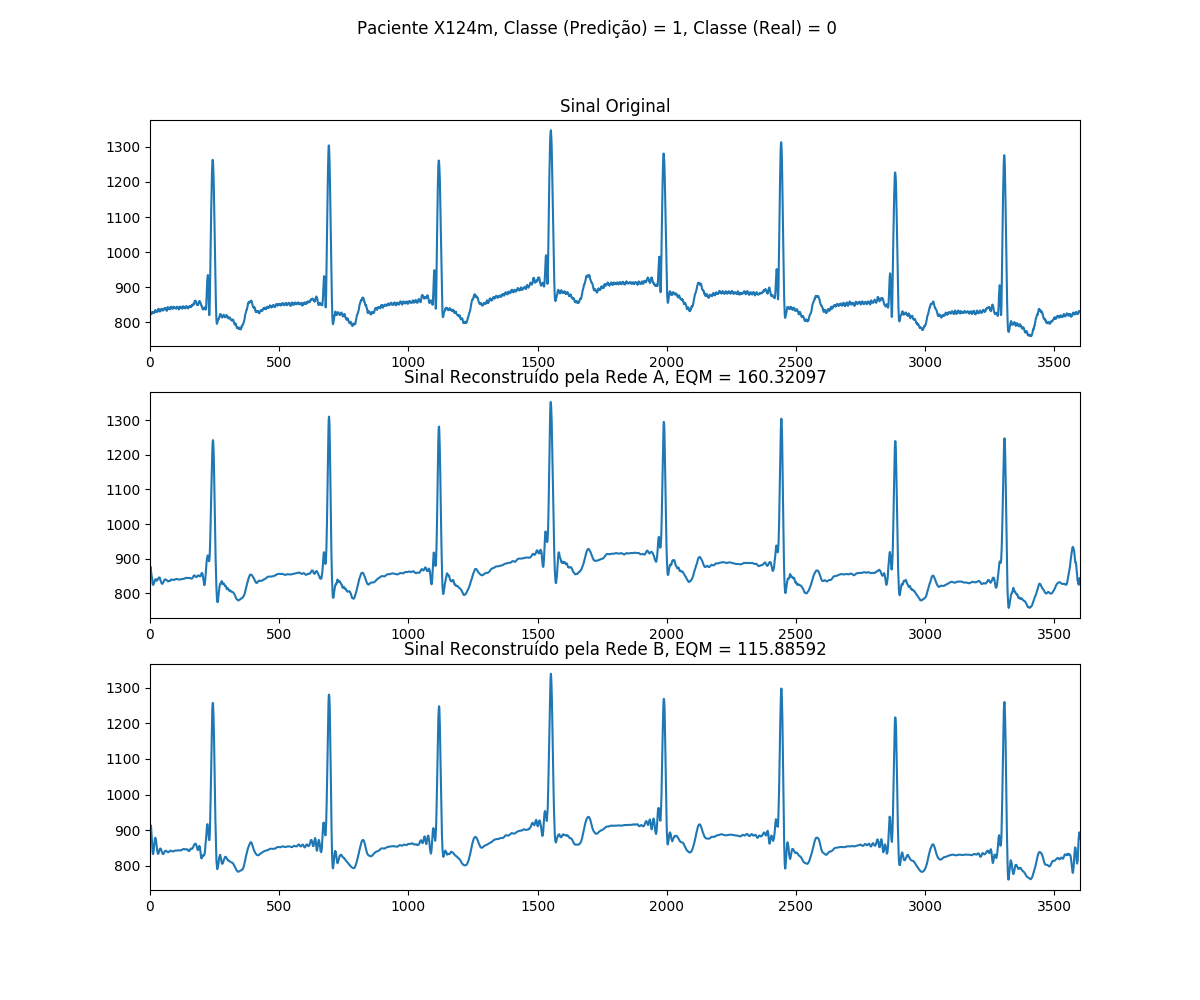 Paciente X124m, Classe (Predição) = 1, Classe (Real) = 0
Sinal Original
1300
1200
1100
1000
900
800
0 500 1000 1500 2000 2500 3000 3500
Sinal Reconstruído pela Rede A, EQM = 160.32097
1300
1200
1100
1000
900
800
0 500 1000 1500 2000 2500 3000 3500
Sinal Reconstruído pela Rede B, EQM = 115.88592
1300
1200
1100
1000
900
800
0 500 1000 1500 2000 2500 3000 3500